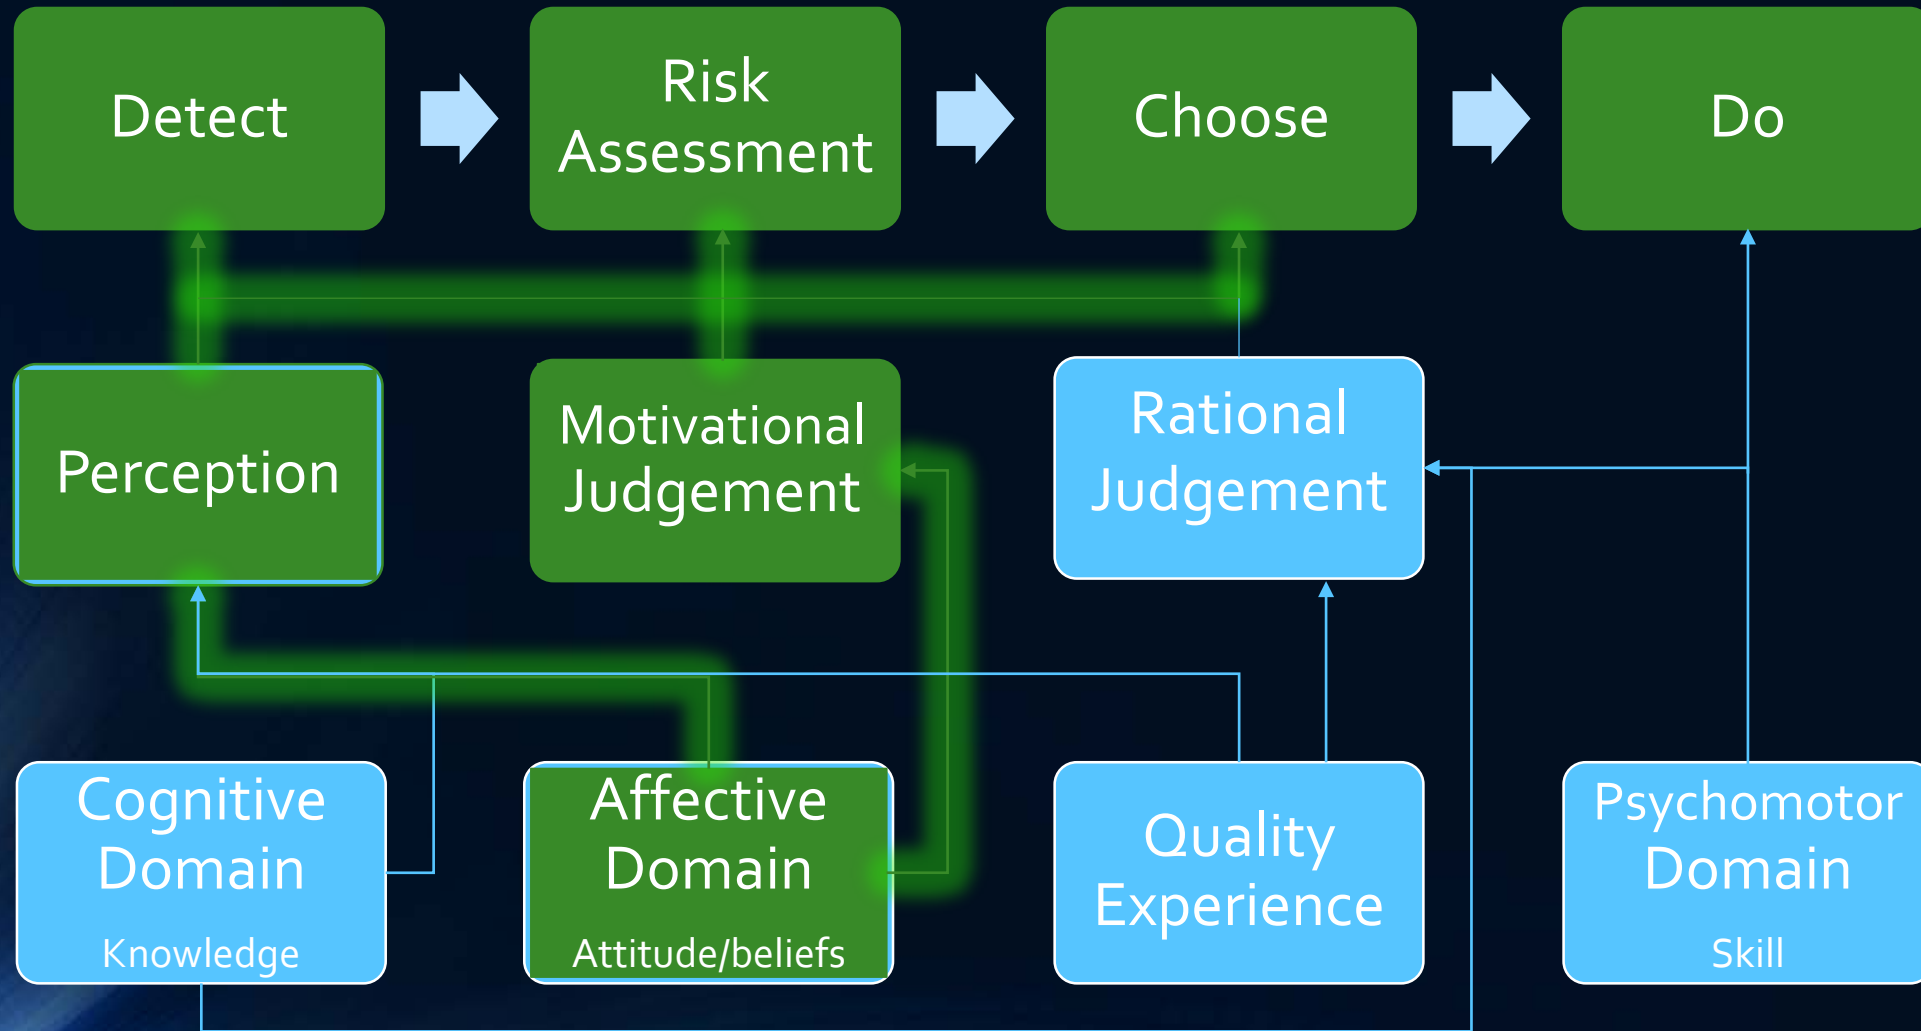 Detect
Risk
Assessment
Choose
Do
Perception
Motivational
Judgement
Rational
Judgement
Cognitive
Domain
Knowledge
Affective
Domain
Attitude/beliefs
Quality
Experience
Psychomotor
Domain
Skill